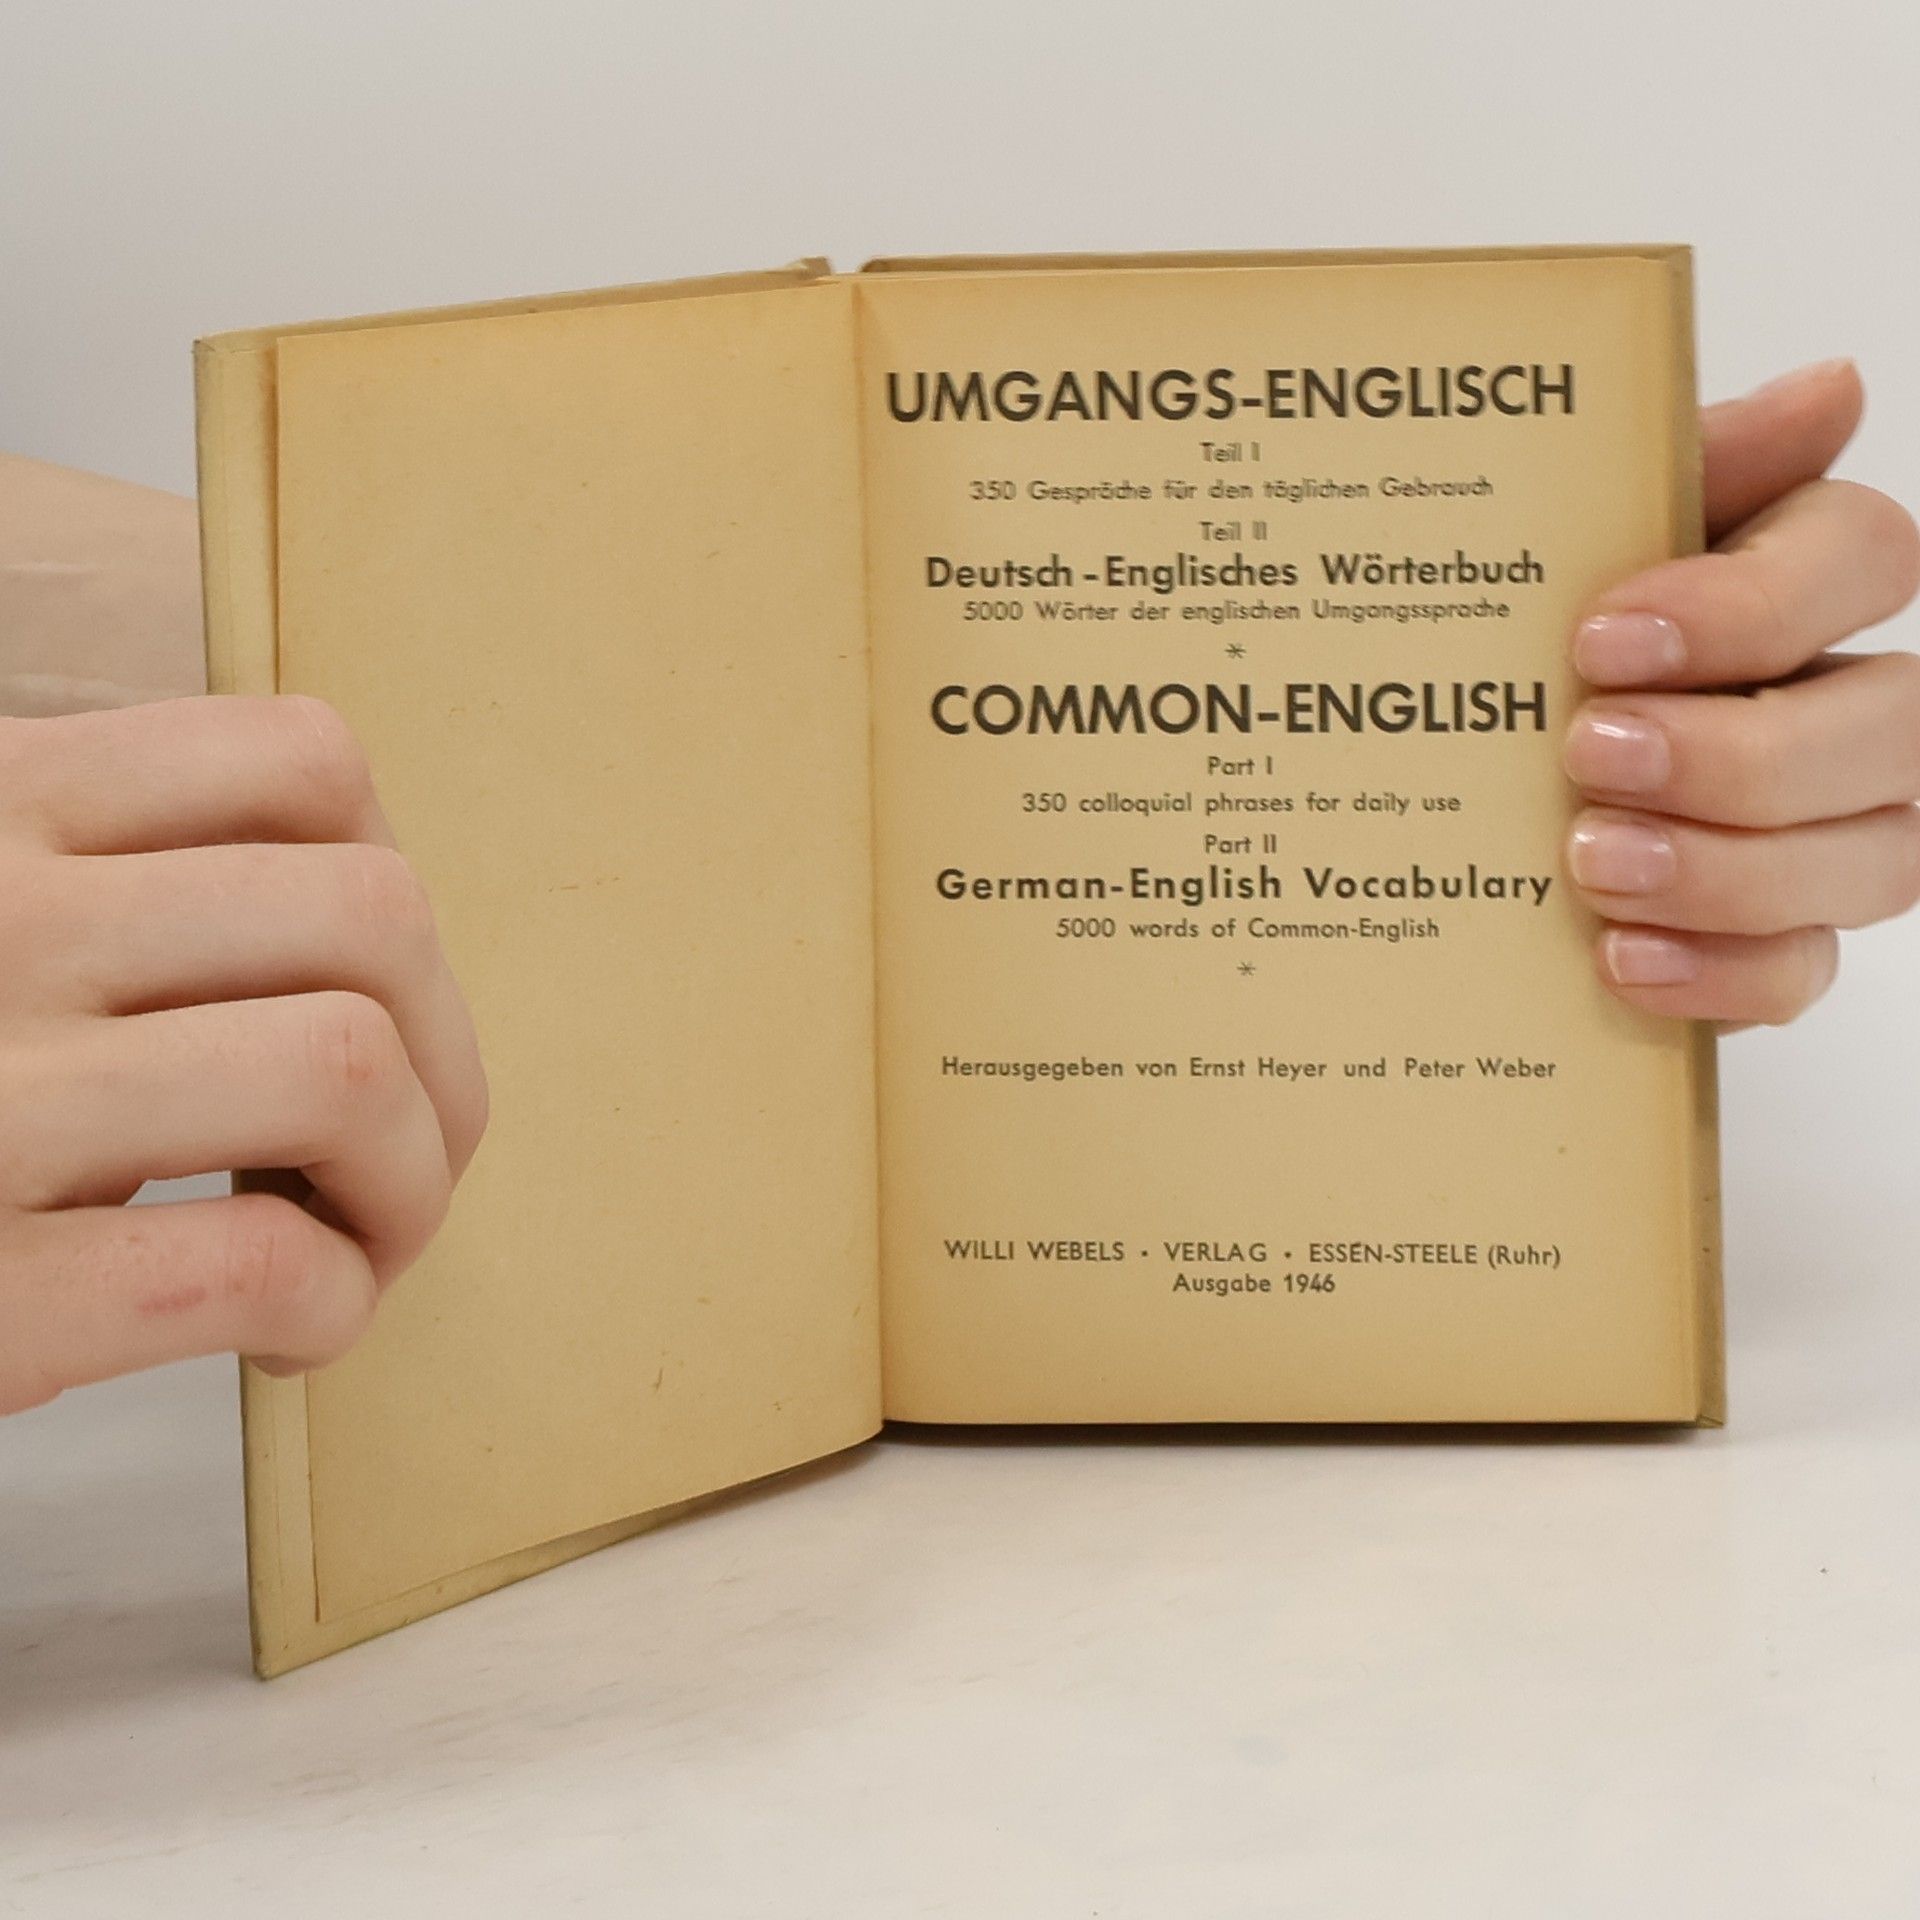 UMGANGS-ENGLISCH
Teil I
350 Gespräche für den täglichen Gebrauch
Teil II
Deutsch-Englisches Wörterbuch
5000 Wörter der englischen Umgangssprache
*
COMMON-ENGLISH
Part I
350 colloquial phrases for daily use
Part II
German-English Vocabulary
5000 words of Common-English
*
Herausgegeben von Ernst Heyer und Peter Weber
WILLI WEBELS · VERLAG · ESSEN-STEELE (Ruhr)
Ausgabe 1946